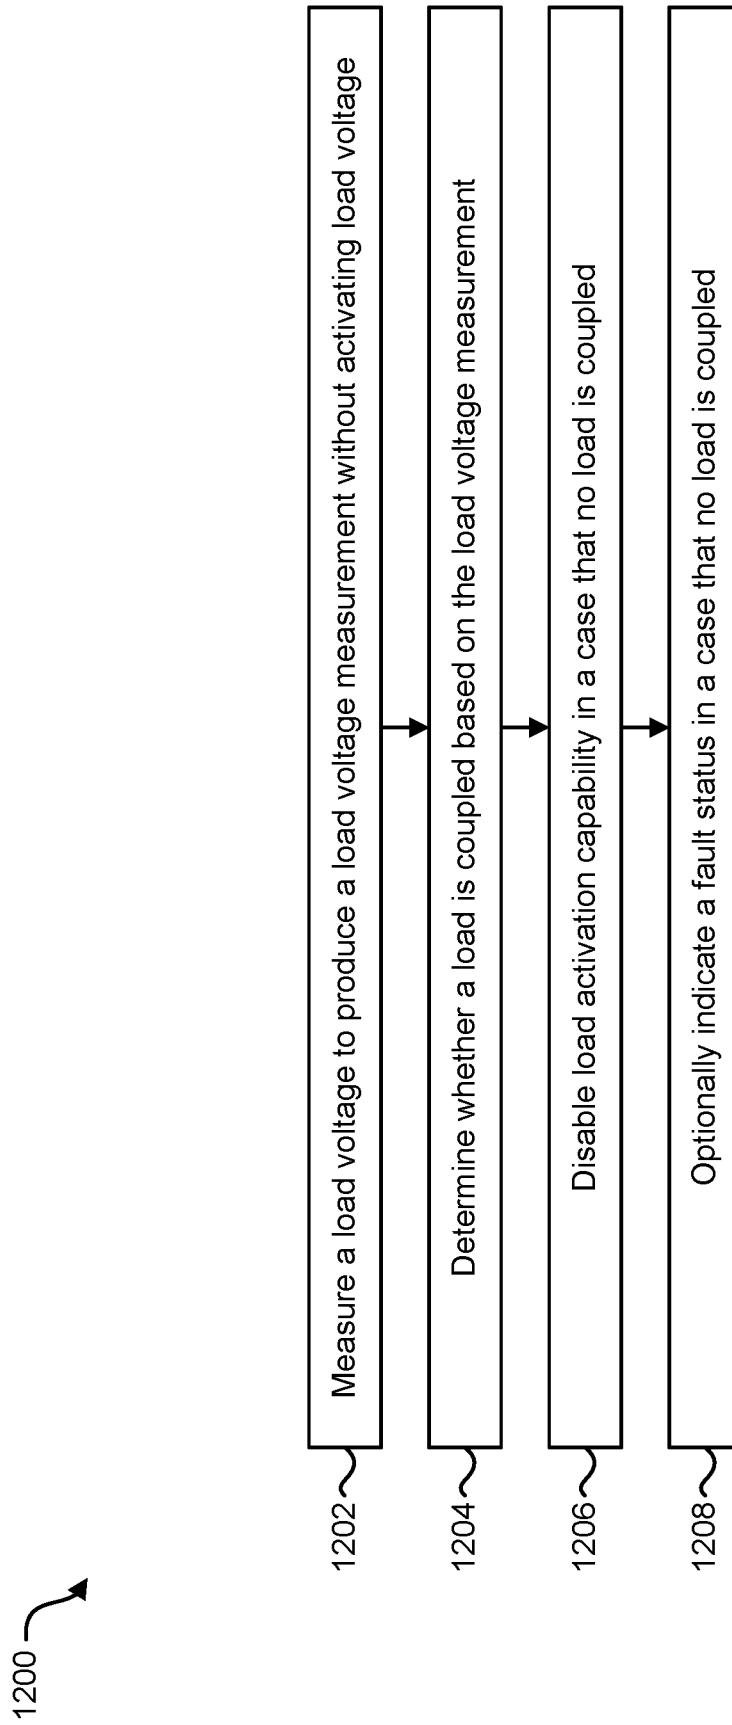 1200
1202
Measure a load voltage to produce a load voltage measurement without activating load voltage
1204
Determine whether a load is coupled based on the load voltage measurement
1206
Disable load activation capability in a case that no load is coupled
1208
Optionally indicate a fault status in a case that no load is coupled